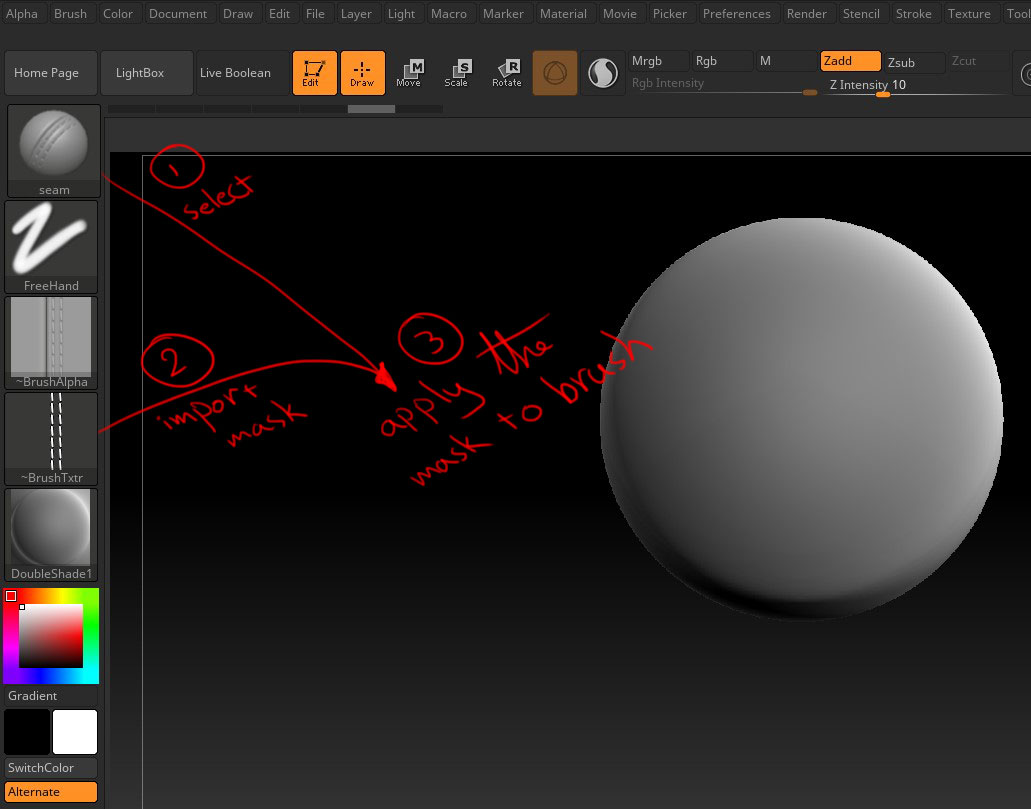 Alpha Brush Color Document Draw Edit File Layer Light Macro Marker Material Movie Picker Preferences Render Stencil Stroke Texture Tool
Home Page LightBox Live Boolean Edit Draw Move Scale Rotate Mrgb Rgb M Zadd Zsub Zcut
M S R
Rgb Intensity Z Intensity 10
seam
FreeHand
~BrushAlpha
~BrushTxtr
DoubleShade1
Gradient
SwitchColor
Alternate
1
select
2
import
mask
3 the
apply
mask to brush